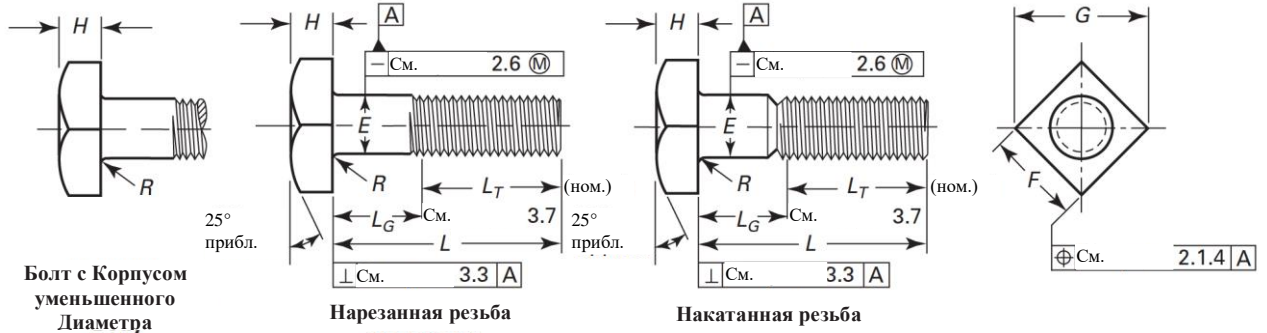 H
R
Болт с Корпусом
уменьшенного
Диаметра
H
A
— См. 2.6 Ⓜ
E
R
L_T (ном.)
L_G См. 3.7
L
25°
прибл.
⊥ См. 3.3 A
Нарезанная резьба
H
A
— См. 2.6 Ⓜ
E
R
L_T (ном.)
L_G См. 3.7
L
25°
прибл.
⊥ См. 3.3 A
Накатанная резьба
G
F
⌖ См. 2.1.4 A